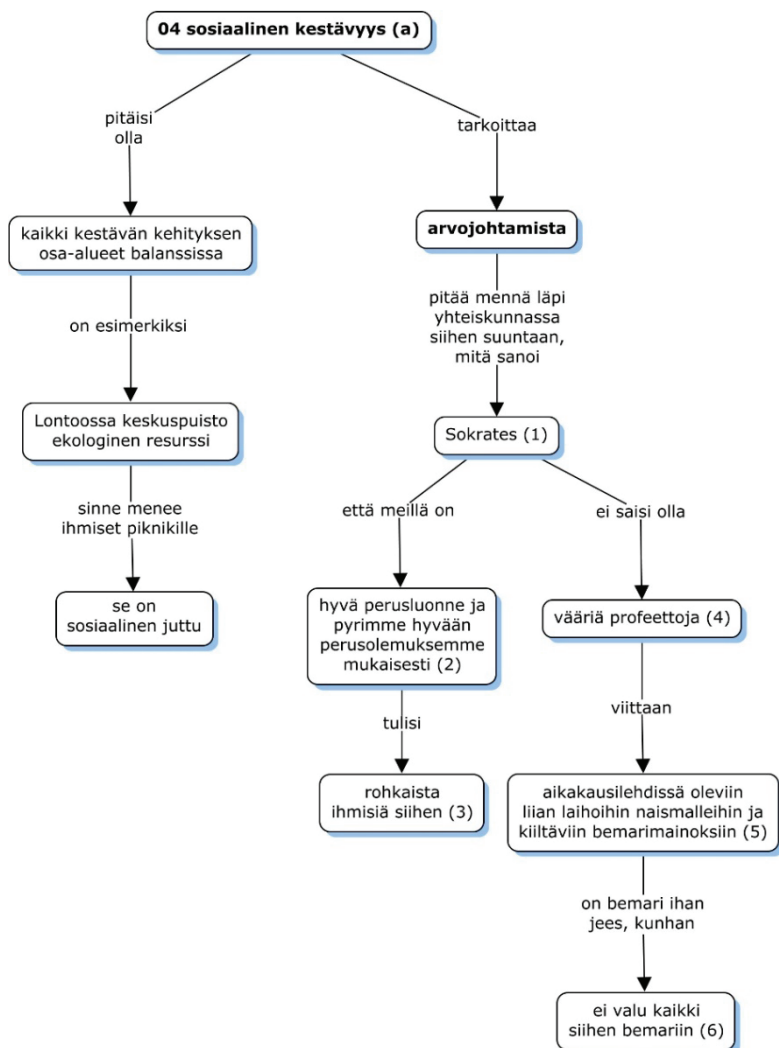 04 sosiaalinen kestävyys (a)
pitäisi
olla
tarkoittaa
kaikki kestävän kehityksen
osa-alueet balanssissa
arvojohtamista
on esimerkiksi
pitää mennä läpi
yhteiskunnassa
siihen suuntaan,
mitä sanoi
Lontoossa keskuspuisto
ekologinen resurssi
Sokrates (1)
sinne menee
ihmiset piknikille
että meillä on
ei saisi olla
se on
sosiaalinen juttu
hyvä perusluonne ja
pyrimme hyvään
perusolemuksemme
mukaisesti (2)
vääriä profeettoja (4)
tulisi
viittaan
rohkaista
ihmisiä siihen (3)
aikakausilehdissä oleviin
liian laihoihin naismalleihin ja
kiiltäviin bemarimainoksiin (5)
on bemari ihan
jees, kunhan
ei valu kaikki
siihen bemariin (6)